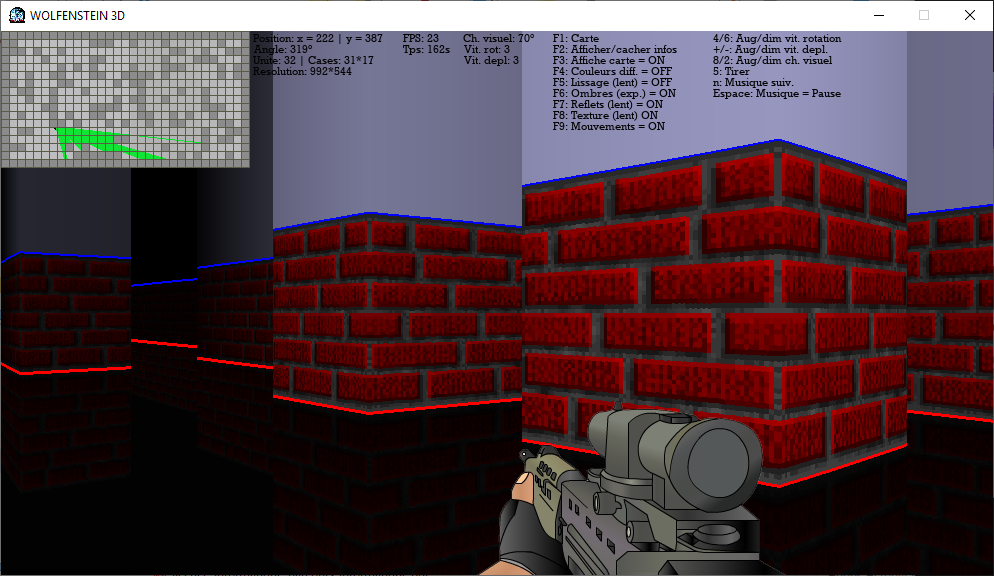 WOLFENSTEIN 3D
Position: x = 222 | y = 387
Angle: 319°
Unite: 32 | Cases: 31*17
Resolution: 992*544
FPS: 23
Tps: 162s
Ch. visuel: 70°
Vit. rot: 3
Vit. depl: 3
F1: Carte
F2: Afficher/cacher infos
F3: Affiche carte = ON
F4: Couleurs diff. = OFF
F5: Lissage (lent) = OFF
F6: Ombres (exp.) = ON
F7: Reflets (lent) = ON
F8: Texture (lent) ON
F9: Mouvements = ON
4/6: Aug/dim vit. rotation
+/-: Aug/dim vit. depl.
8/2: Aug/dim ch. visuel
5: Tirer
n: Musique suiv.
Espace: Musique = Pause